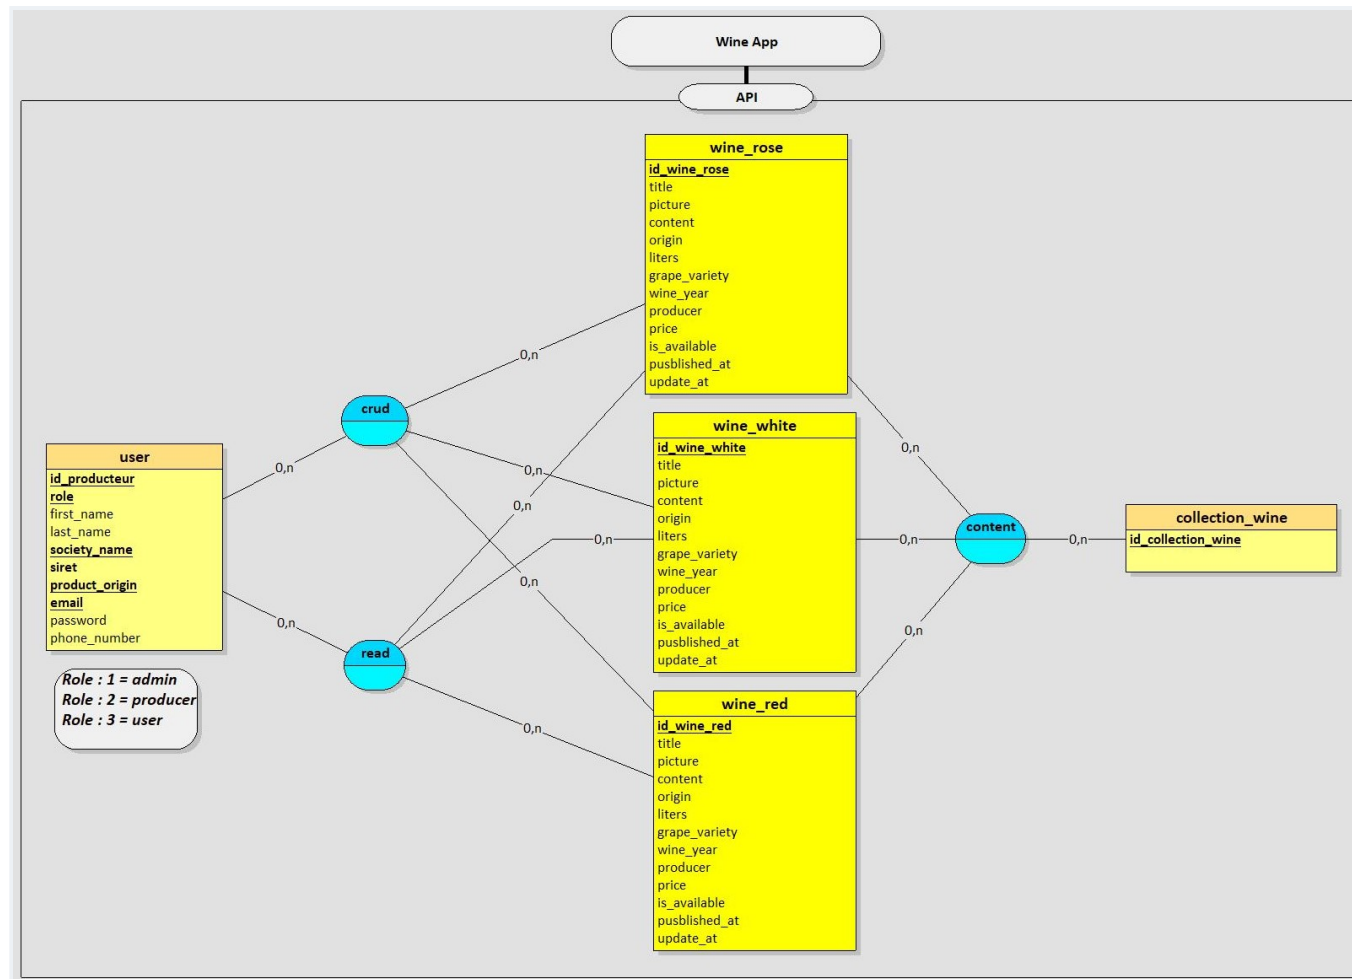 Wine App
API
wine_rose
id_wine_rose
title
picture
content
origin
liters
grape_variety
wine_year
producer
price
is_available
pusblished_at
update_at
0,n
crud
0,n
0,n
0,n
0,n
0,n
user
id_producteur
role
first_name
last_name
society_name
siret
product_origin
email
password
phone_number
Role : 1 = admin
Role : 2 = producer
Role : 3 = user
0,n
read
0,n
wine_white
id_wine_white
title
picture
content
origin
liters
grape_variety
wine_year
producer
price
is_available
pusblished_at
update_at
wine_red
id_wine_red
title
picture
content
origin
liters
grape_variety
wine_year
producer
price
is_available
pusblished_at
update_at
0,n
0,n
0,n
content
0,n
collection_wine
id_collection_wine